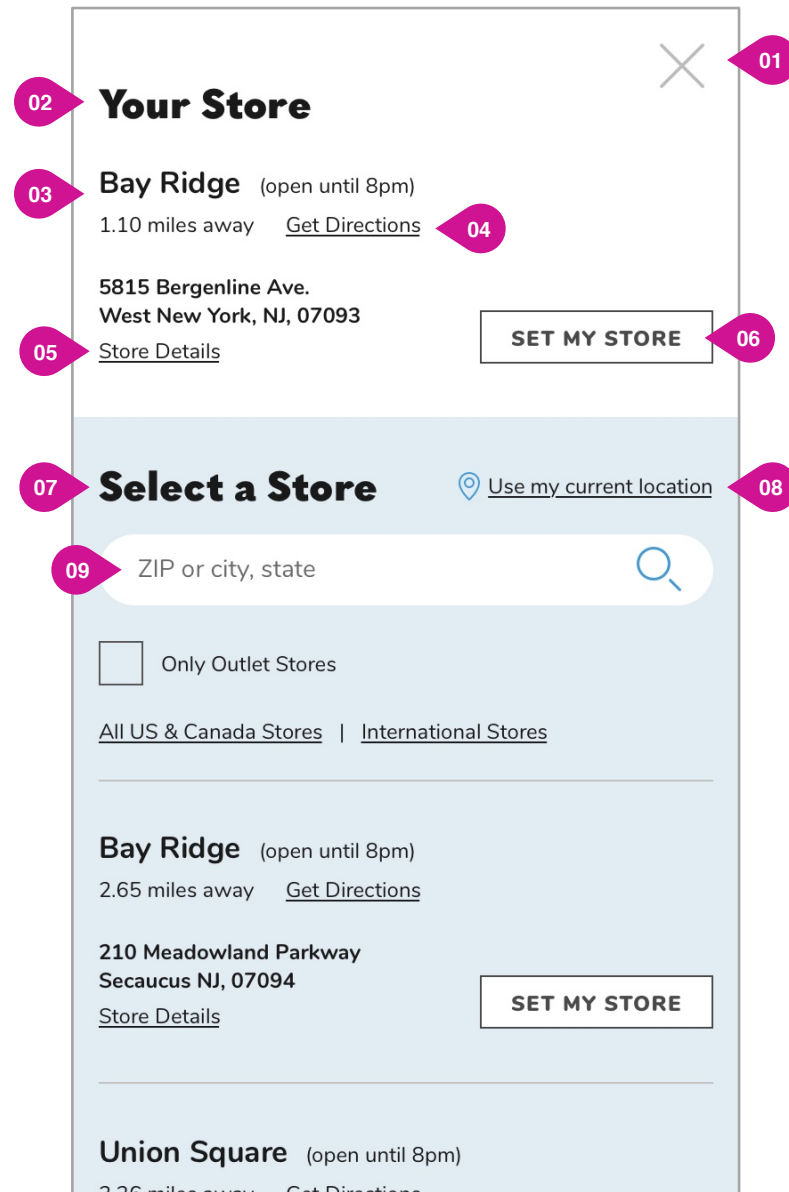 01
02 Your Store
03 Bay Ridge (open until 8pm)
1.10 miles away Get Directions 04
5815 Bergenline Ave.
West New York, NJ, 07093
05 Store Details
SET MY STORE 06
07 Select a Store Use my current location 08
09 ZIP or city, state
Only Outlet Stores
All US & Canada Stores | International Stores
Bay Ridge (open until 8pm)
2.65 miles away Get Directions
210 Meadowland Parkway
Secaucus NJ, 07094
Store Details
SET MY STORE
Union Square (open until 8pm)
miles away Get Directions